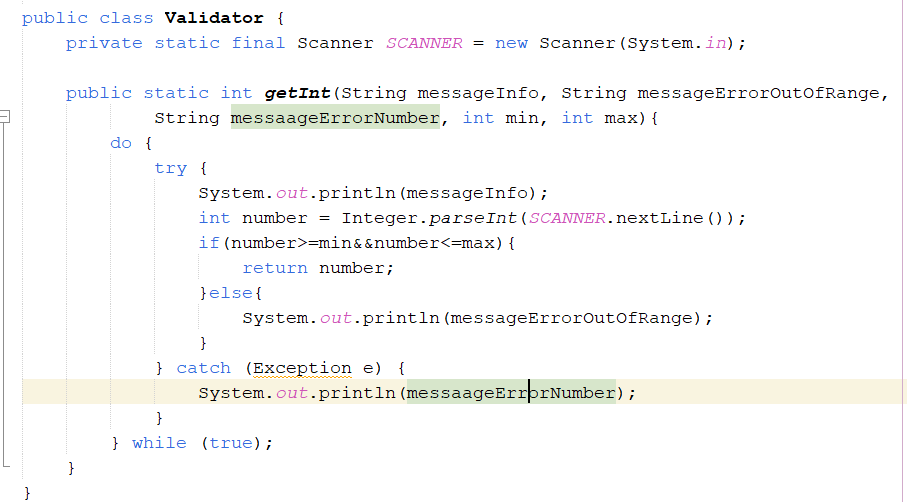 public class Validator {
    private static final Scanner SCANNER = new Scanner(System.in);
    public static int getInt(String messageInfo, String messageErrorOutOfRange,
            String messaageErrorNumber, int min, int max){
        do {
            try {
                System.out.println(messageInfo);
                int number = Integer.parseInt(SCANNER.nextLine());
                if(number>=min&&number<=max){
                    return number;
                }else{
                    System.out.println(messageErrorOutOfRange);
                }
            } catch (Exception e) {
                System.out.println(messaageErrorNumber);
            }
        } while (true);
    }
}